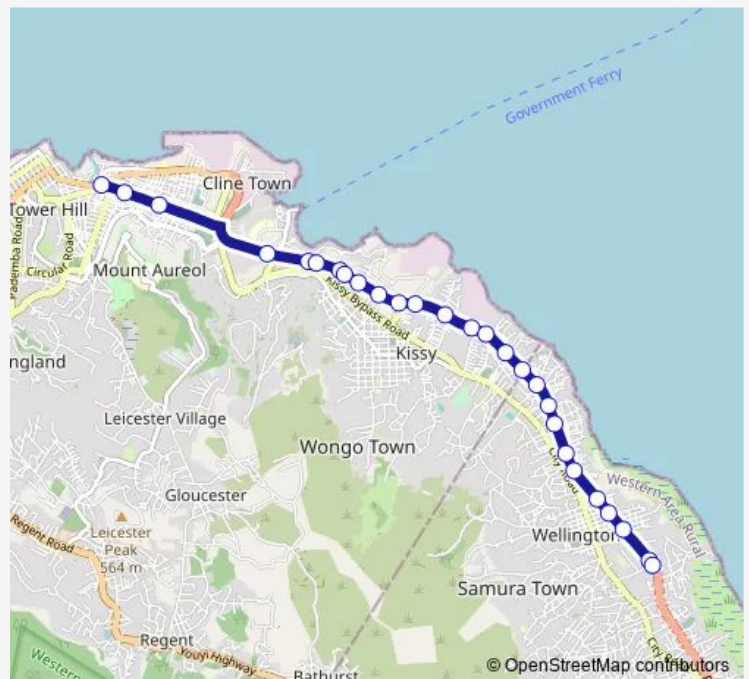 Government Ferry
Cline Town
Tower Hill
Pademba Road
Circular Road
Mount Aureol
Kissy Bypass Road
Kissy
ngland
Leicester Village
Wongo Town
Gloucester
City Road
Western Area Rural
Regent Road
Leicester
Peak
564 m
Wellington
Samura Town
Regent
Youyi Highway
Bathurst
Western
© OpenStreetMap contributors